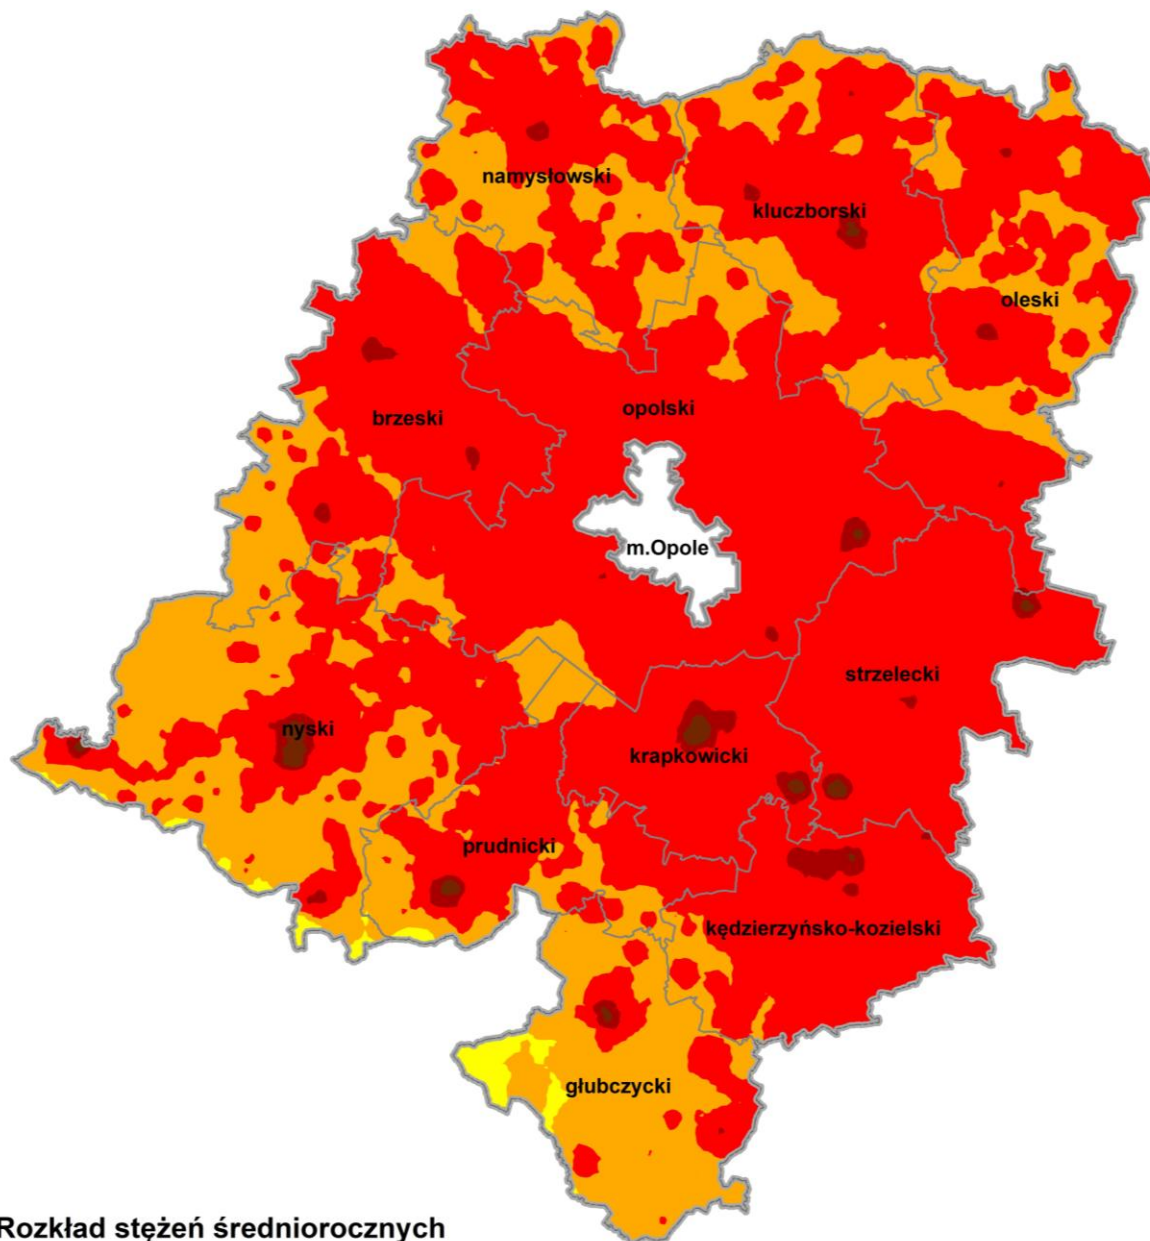 namysłowski
kluczborski
oleski
brzeski
opolski
m.Opole
strzelecki
nyski
krapkowicki
prudnicki
kędzierzyńsko-kozielski
głubczycki
Rozkład stężeń średniorocznych